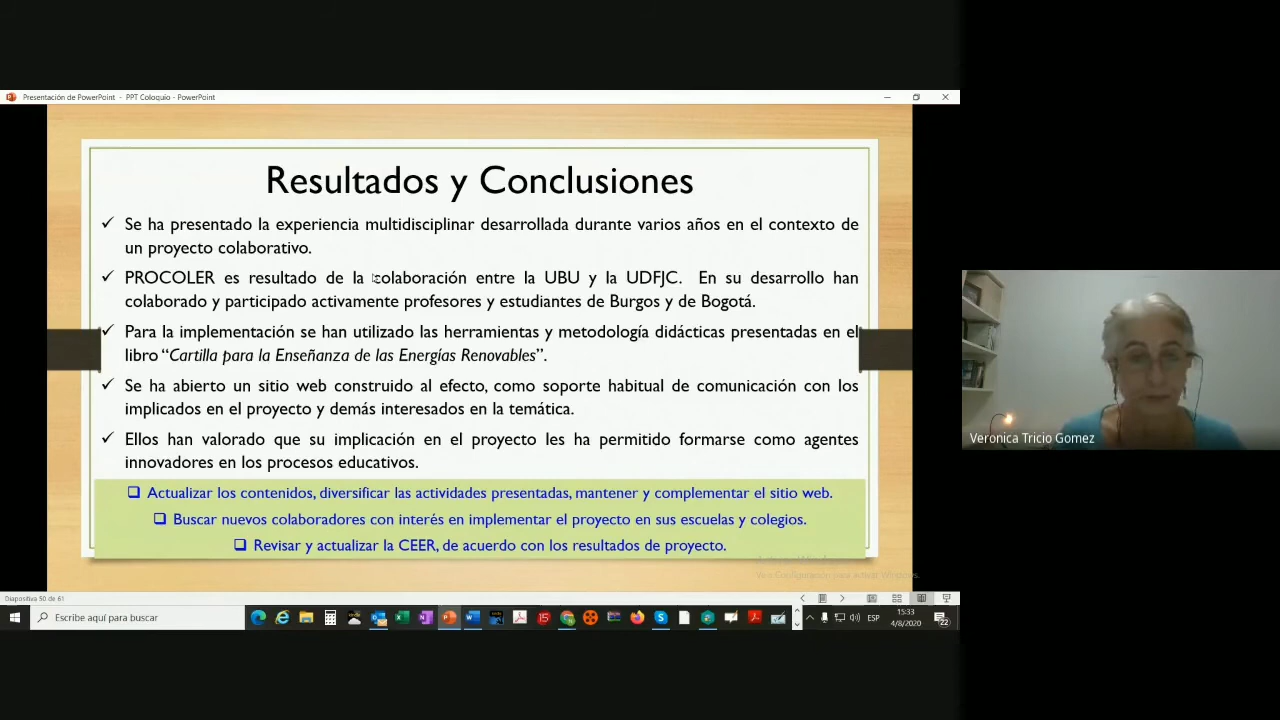 Presentación de PowerPoint - PPT Coloquio - PowerPoint
Resultados y Conclusiones
✓ Se ha presentado la experiencia multidisciplinar desarrollada durante varios años en el contexto de
un proyecto colaborativo.
✓ PROCOLER es resultado de la colaboración entre la UBU y la UDFJC. En su desarrollo han
colaborado y participado activamente profesores y estudiantes de Burgos y de Bogotá.
✓ Para la implementación se han utilizado las herramientas y metodología didácticas presentadas en el
libro “Cartilla para la Enseñanza de las Energías Renovables”.
✓ Se ha abierto un sitio web construido al efecto, como soporte habitual de comunicación con los
implicados en el proyecto y demás interesados en la temática.
✓ Ellos han valorado que su implicación en el proyecto les ha permitido formarse como agentes
innovadores en los procesos educativos.
❑ Actualizar los contenidos, diversificar las actividades presentadas, mantener y complementar el sitio web.
❑ Buscar nuevos colaboradores con interés en implementar el proyecto en sus escuelas y colegios.
❑ Revisar y actualizar la CEER, de acuerdo con los resultados de proyecto.
Veronica Tricio Gomez
Diapositiva 50 de 61
Escribe aquí para buscar
ESP
15:33
4/8/2020
22